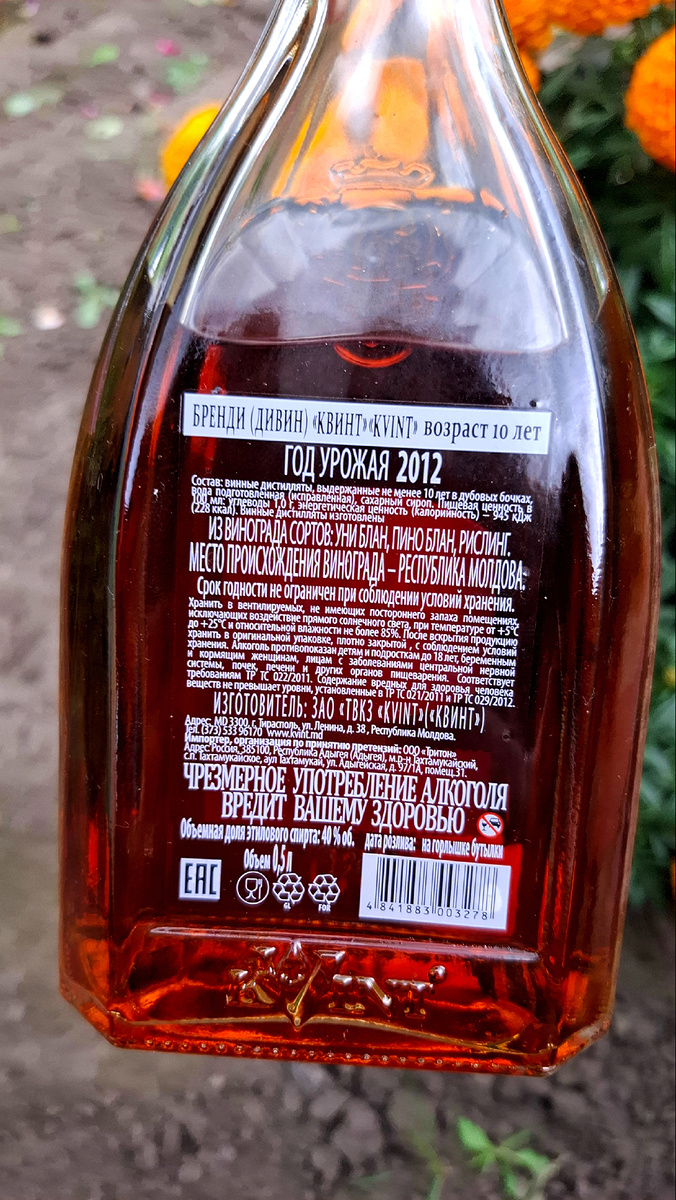 БРЕНДИ (ДИВИН) «КВИНТ»«KVINT» возраст 10 лет
ГОД УРОЖАЯ 2012
Состав: винные дистилляты, выдержанные не менее 10 лет в дубовых бочках,
вода подготовленная (исправленная), сахарный сироп. Пищевая ценность в
100 мл: углеводы 1,0 г, энергетическая ценность (калорийность) – 945 кДж
(228 ккал). Винные дистилляты изготовлены
ИЗ ВИНОГРАДА СОРТОВ: УНИ БЛАН, ПИНО БЛАН, РИСЛИНГ.
МЕСТО ПРОИСХОЖДЕНИЯ ВИНОГРАДА – РЕСПУБЛИКА МОЛДОВА.
Срок годности не ограничен при соблюдении условий хранения.
Хранить в вентилируемых, не имеющих постороннего запаха помещениях,
исключающих воздействие прямого солнечного света, при температуре от +5°С
до +25°С и относительной влажности не более 85%. После вскрытия продукцию
хранить в оригинальной упаковке, плотно закрытой , с соблюдением условий
хранения. Алкоголь противопоказан детям и подросткам до 18 лет, беременным
и кормящим женщинам, лицам с заболеваниями центральной нервной
системы, почек, печени и других органов пищеварения. Соответствует
требованиям ТР ТС 022/2011. Содержание вредных для здоровья человека
веществ не превышает уровни, установленные в ТР ТС 021/2011 и ТР ТС 029/2012.
ИЗГОТОВИТЕЛЬ: ЗАО «ТВКЗ «KVINT»(«КВИНТ»)
Адрес: MD 3300, г. Тирасполь, ул. Ленина, д. 38, Республика Молдова.
Тел. (373) 533 96170 www.kvint.md
Импортер, организация по принятию претензий: ООО «Тритон»
Адрес: Россия, 385100, Республика Адыгея (Адыгея), м.р-н Тахтамукайский,
с.п. Тахтамукайское, аул Тахтамукай, ул. Адыгейская, д. 97/1А, помещ.31.
ЧРЕЗМЕРНОЕ УПОТРЕБЛЕНИЕ АЛКОГОЛЯ
ВРЕДИТ ВАШЕМУ ЗДОРОВЬЮ
Объемная доля этилового спирта: 40 % об. дата розлива: на горлышке бутылки
Объем 0,5 л
EAC
GL FOR
4 841883 003278
KVINT